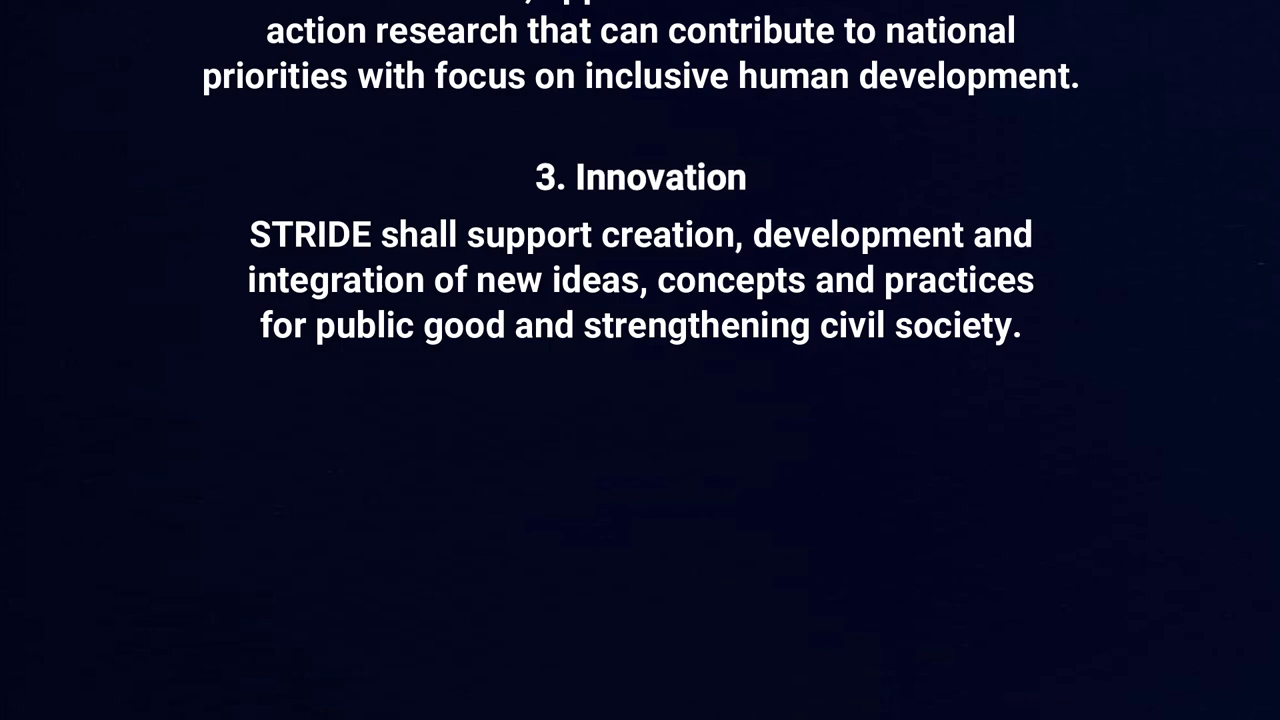 action research that can contribute to national
priorities with focus on inclusive human development.
3. Innovation
STRIDE shall support creation, development and
integration of new ideas, concepts and practices
for public good and strengthening civil society.